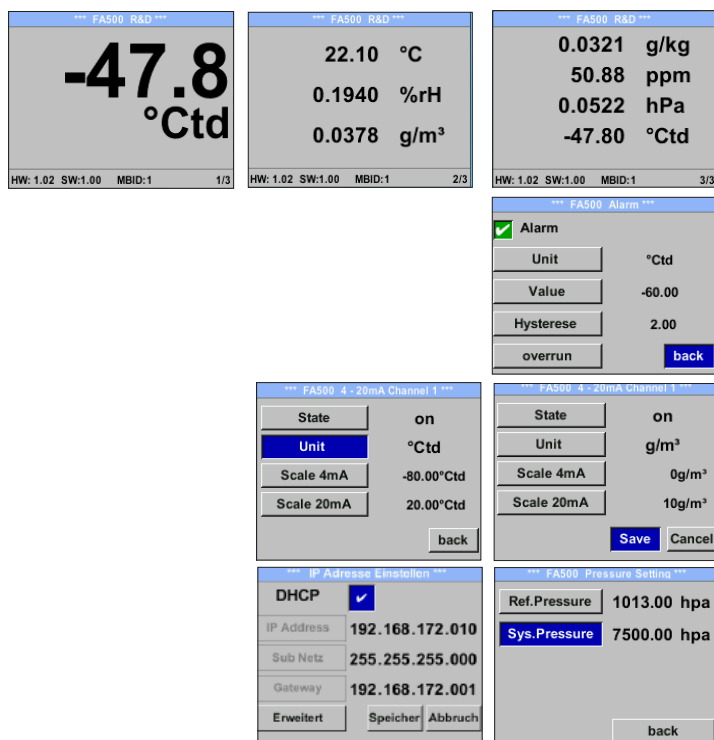 *** FA500 R&D ***
-47.8
°Ctd
HW: 1.02 SW:1.00 MBID:1 1/3
*** FA500 R&D ***
22.10 °C
0.1940 %rH
0.0378 g/m³
HW: 1.02 SW:1.00 MBID:1 2/3
*** FA500 R&D ***
0.0321 g/kg
50.88 ppm
0.0522 hPa
-47.80 °Ctd
HW: 1.02 SW:1.00 MBID:1 3/3
*** FA500 Alarm ***
Alarm
Unit °Ctd
Value -60.00
Hysterese 2.00
overrun back
*** FA500 4 - 20mA Channel 1 ***
State on
Unit °Ctd
Scale 4mA -80.00°Ctd
Scale 20mA 20.00°Ctd
back
*** FA500 4 - 20mA Channel 1 ***
State on
Unit g/m³
Scale 4mA 0g/m³
Scale 20mA 10g/m³
Save Cancel
*** IP Adresse Einstellen ***
DHCP
IP Address 192.168.172.010
Sub Netz 255.255.255.000
Gateway 192.168.172.001
Erweitert Speicher Abbruch
*** FA500 Pressure Setting ***
Ref.Pressure 1013.00 hpa
Sys.Pressure 7500.00 hpa
back